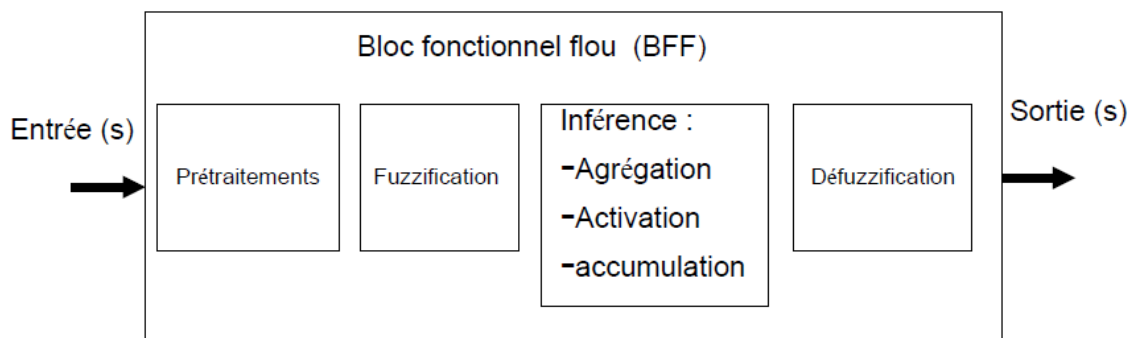 Bloc fonctionnel flou (BFF)
Entrée (s)
Prétraitements
Fuzzification
Inférence :
-Agrégation
-Activation
-accumulation
Défuzzification
Sortie (s)